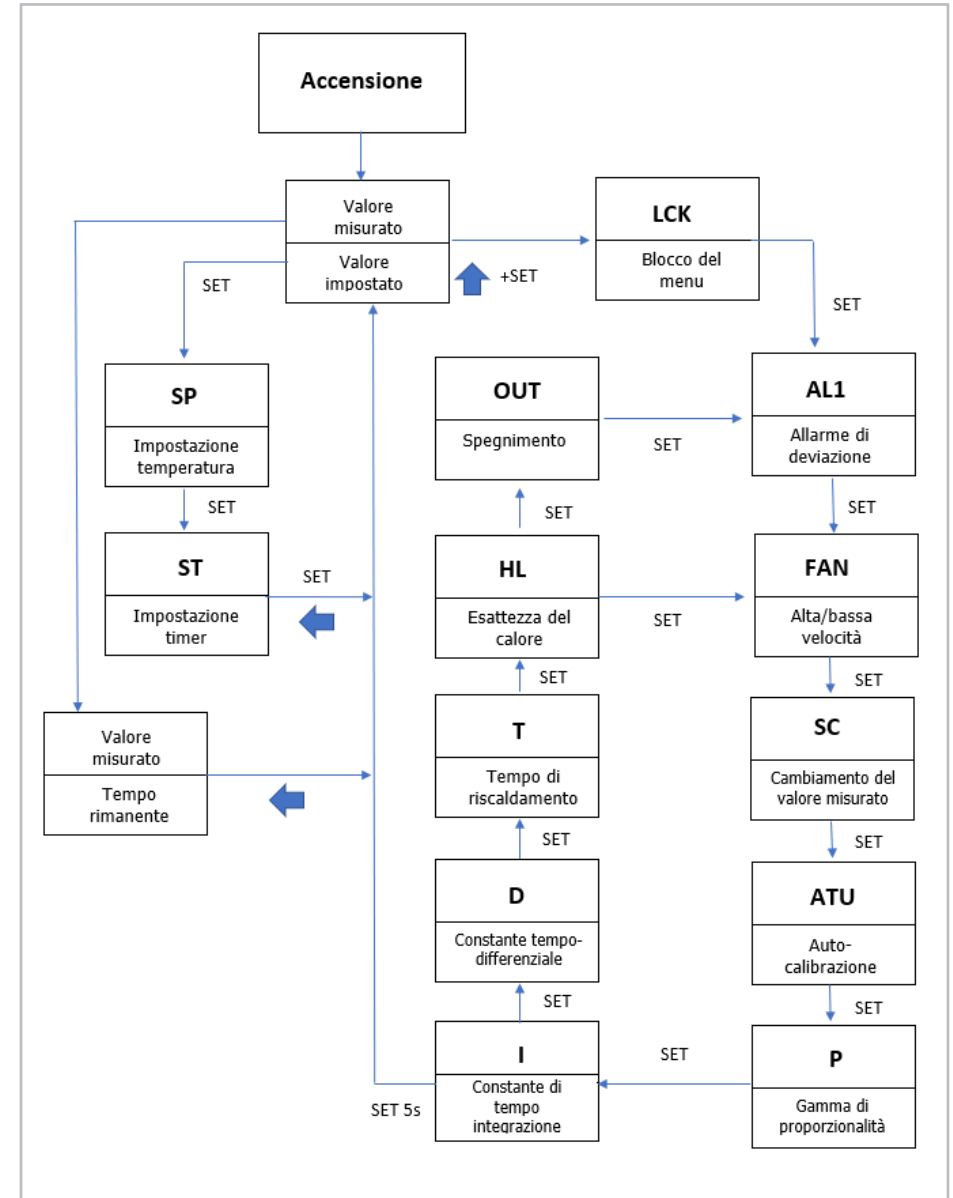 Accensione
Valore
misurato
Valore
impostato
+SET
LCK
Blocco del
menu
SET
SET
SP
Impostazione
temperatura
SET
ST
Impostazione
timer
SET
Valore
misurato
Tempo
rimanente
OUT
Spegnimento
SET
AL1
Allarme di
deviazione
SET
SET
HL
Esattezza del
calore
SET
FAN
Alta/bassa
velocità
SET
SET
T
Tempo di
riscaldamento
SC
Cambiamento del
valore misurato
SET
SET
D
Constante tempo-
differenziale
ATU
Auto-
calibrazione
SET
SET
I
Constante di
tempo
integrazione
SET
P
Gamma di
proporzionalità
SET 5s